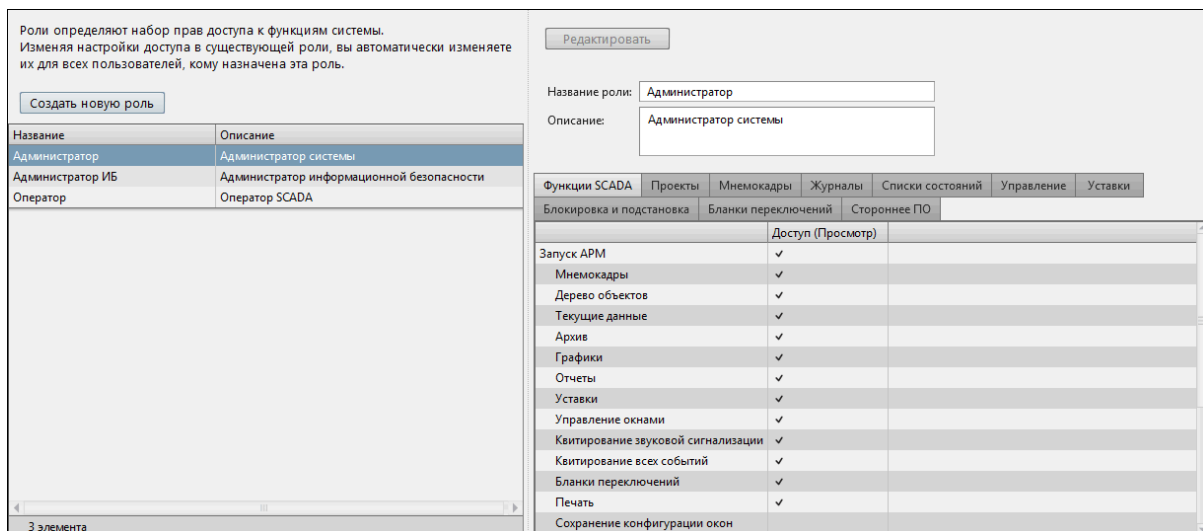 Роли определяют набор прав доступа к функциям системы.
Изменяя настройки доступа в существующей роли, вы автоматически изменяете
их для всех пользователей, кому назначена эта роль.
Создать новую роль
Название Описание
Администратор Администратор системы
Администратор ИБ Администратор информационной безопасности
Оператор Оператор SCADA
3 элемента
Редактировать
Название роли: Администратор
Описание: Администратор системы
Функции SCADA Проекты Мнемокадры Журналы Списки состояний Управление Уставки
Блокировка и подстановка Бланки переключений Стороннее ПО
Доступ (Просмотр)
Запуск АРМ
Мнемокадры
Дерево объектов
Текущие данные
Архив
Графики
Отчеты
Уставки
Управление окнами
Квитирование звуковой сигнализации
Квитирование всех событий
Бланки переключений
Печать
Сохранение конфигурации окон